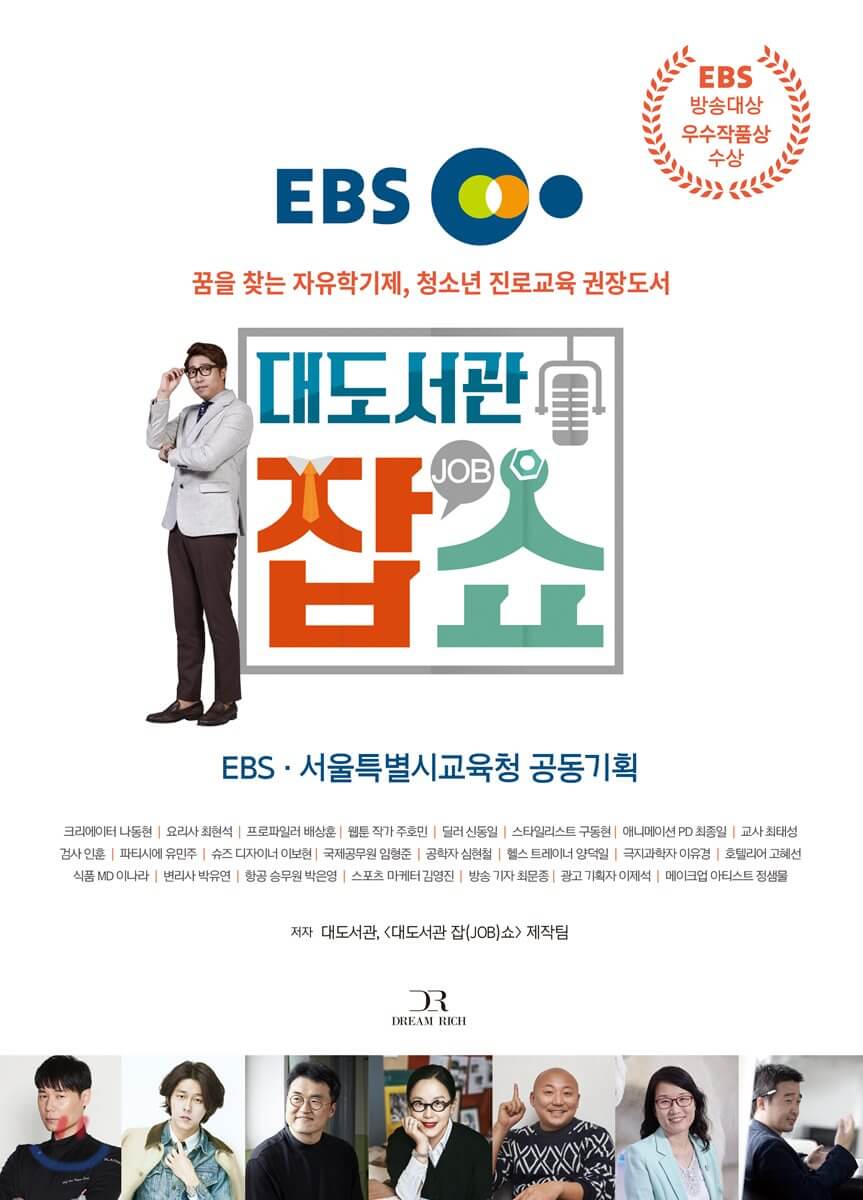 EBS
방송대상
우수작품상
수상
EBS
꿈을 찾는 자유학기제, 청소년 진로교육 권장도서
대도서관
잡 JOB 쇼
EBS · 서울특별시교육청 공동기획
크리에이터 나동현 | 요리사 최현석 | 프로파일러 배상훈 | 웹툰 작가 주호민 | 딜러 신동일 | 스타일리스트 구동현 | 애니메이션 PD 최종일 | 교사 최태성
검사 인훈 | 파티시에 유민주 | 슈즈 디자이너 이보현 | 국제공무원 임형준 | 공학자 심현철 | 헬스 트레이너 양덕일 | 극지과학자 이유경 | 호텔리어 고혜선
식품 MD 이나라 | 변리사 박유연 | 항공 승무원 박은영 | 스포츠 마케터 김영진 | 방송 기자 최문종 | 광고 기획자 이제석 | 메이크업 아티스트 정샘물
저자 대도서관, <대도서관 잡(JOB)쇼> 제작팀
DR
DREAM RICH